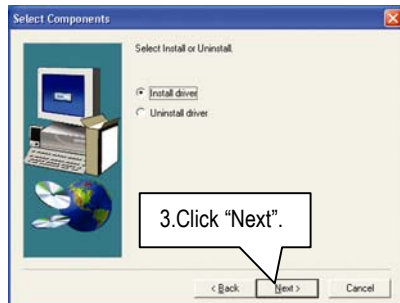 Select Components
Select Install or Uninstall.
Install driver
Uninstall driver
3.Click “Next”.
< Back
Next >
Cancel